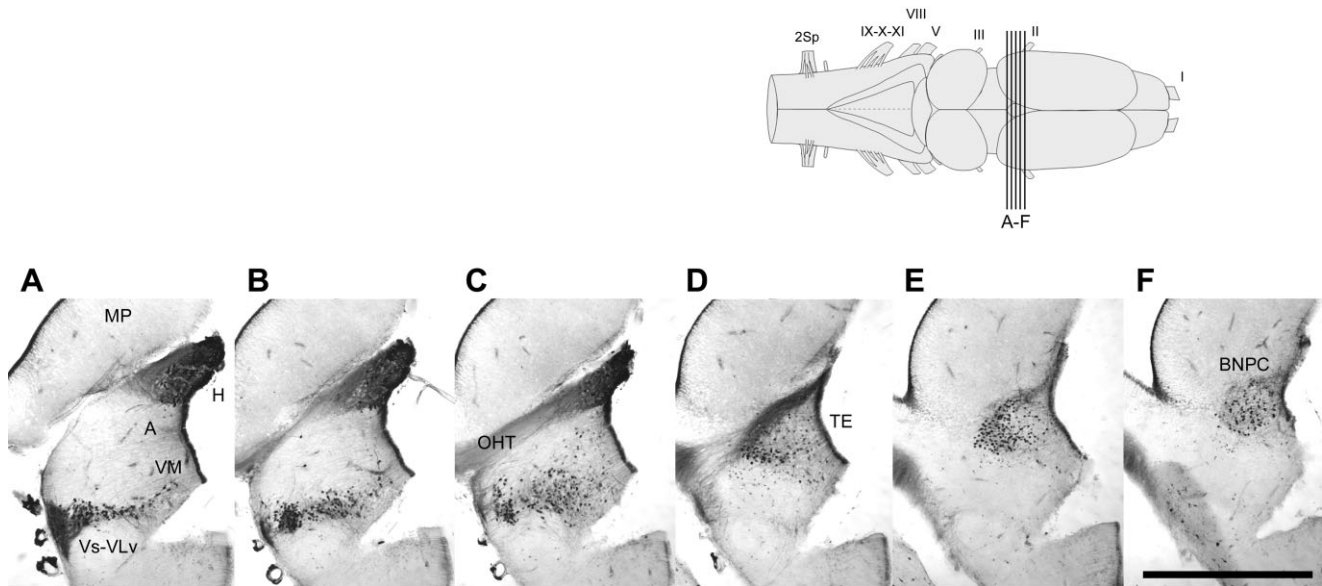 VIII
2Sp IX-X-XI V III II
I
A-F
A B C D E F
MP
BNPC
H
A
TE
OHT
VM
Vs-VLv